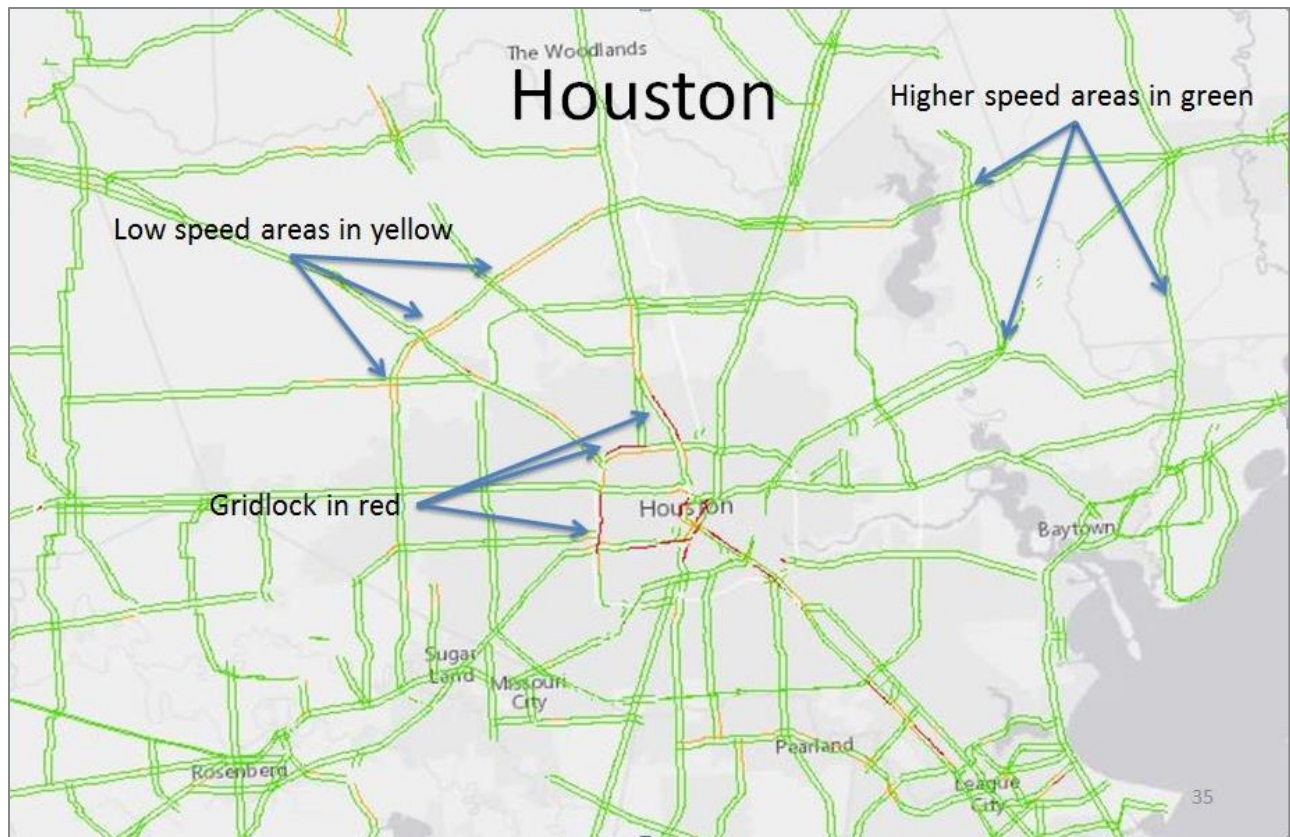 The Woodlands
Houston
Higher speed areas in green
Low speed areas in yellow
Gridlock in red
Houston
Baytown
Sugar
Land
Missouri
City
Pearland
Rosenberg
League
City
35